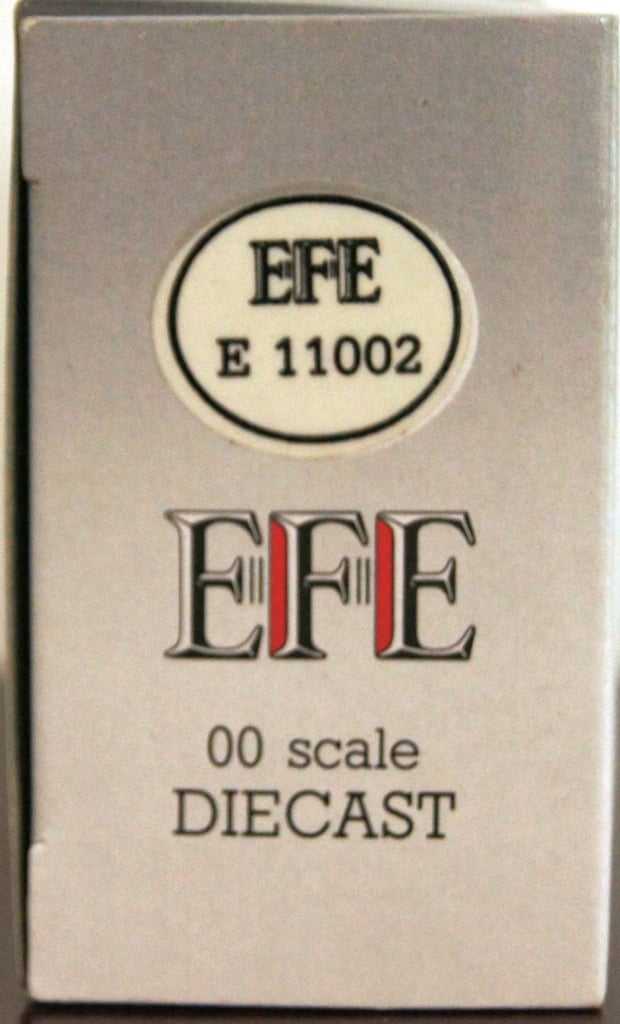 EFE
E 11002
EFE
00 scale
DIECAST